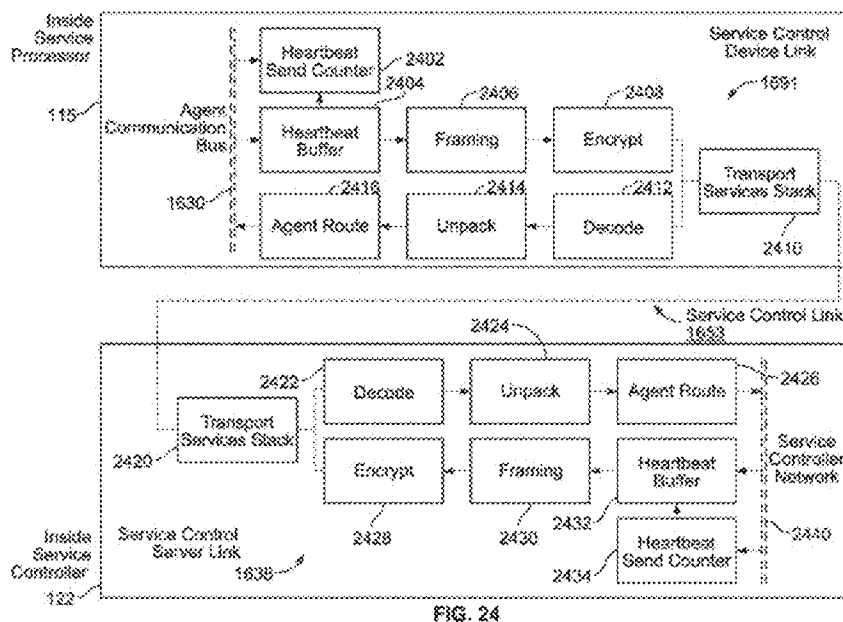 Inside
Service
Processor
115
Heartbeat
Send Counter
2402
Service Control
Device Link
1691
Agent
Communication
Bus
1630
2404
Heartbeat
Buffer
2406
Framing
2408
Encrypt
Transport
Services Stack
2410
2416
Agent Route
2414
Unpack
2412
Decode
Service Control Link
1653
2422
Decode
2424
Unpack
2426
Agent Route
Transport
Services Stack
2420
Encrypt
2428
Framing
2430
Heartbeat
Buffer
2432
Service
Controller
Network
2440
Heartbeat
Send Counter
2434
Service Control
Server Link
1638
Inside
Service
Controller
122
FIG. 24